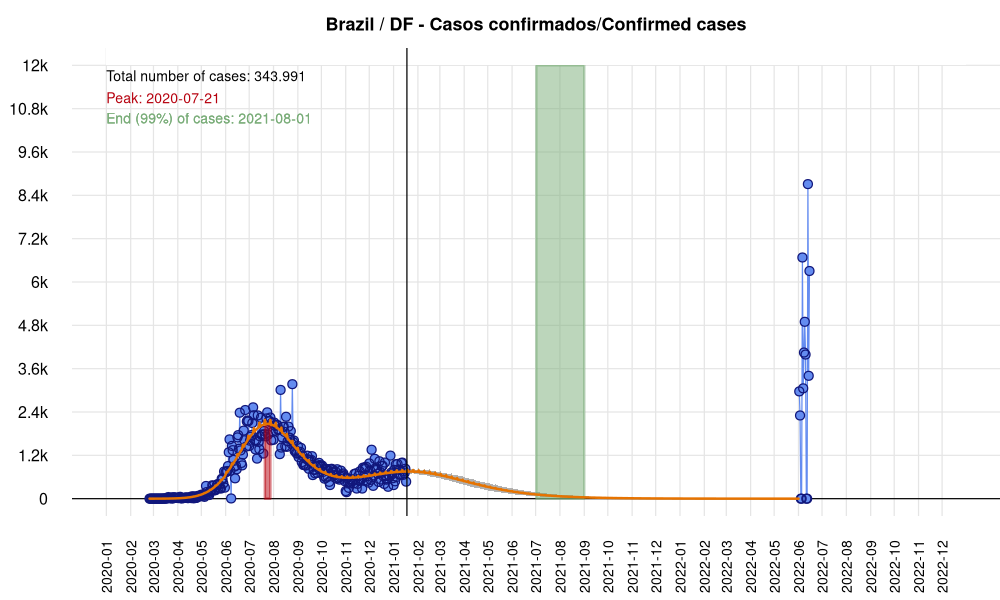 Brazil / DF - Casos confirmados/Confirmed cases
12k
10.8k
9.6k
8.4k
7.2k
6k
4.8k
3.6k
2.4k
1.2k
0
Total number of cases: 343.991
Peak: 2020-07-21
End (99%) of cases: 2021-08-01
2020-01
2020-02
2020-03
2020-04
2020-05
2020-06
2020-07
2020-08
2020-09
2020-10
2020-11
2020-12
2021-01
2021-02
2021-03
2021-04
2021-05
2021-06
2021-07
2021-08
2021-09
2021-10
2021-11
2021-12
2022-01
2022-02
2022-03
2022-04
2022-05
2022-06
2022-07
2022-08
2022-09
2022-10
2022-11
2022-12